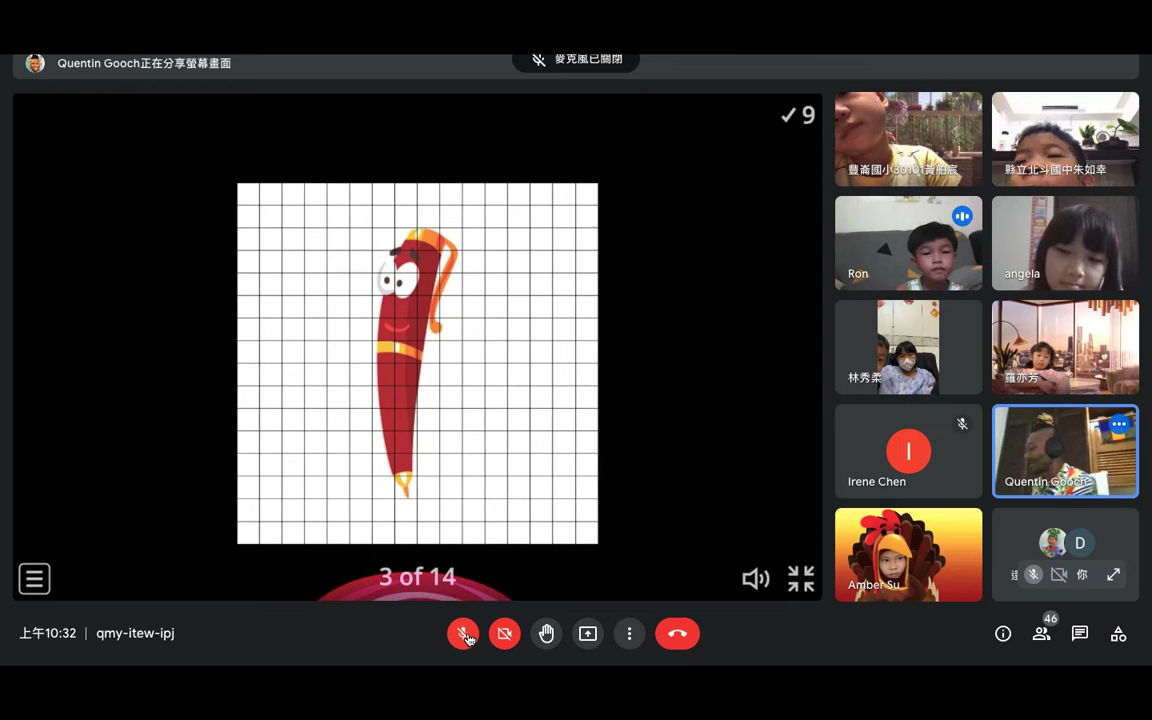 Quentin Gooch正在分享螢幕畫面
麥克風已關閉
✓ 9
豐崙國小30101黃舶宸
縣立北斗國中朱如幸
Ron
angela
林秀柔
羅亦芳
I
Irene Chen
Quentin Gooch
Amber Su
D
你
3 of 14
上午10:32 | qmy-itew-ipj
46